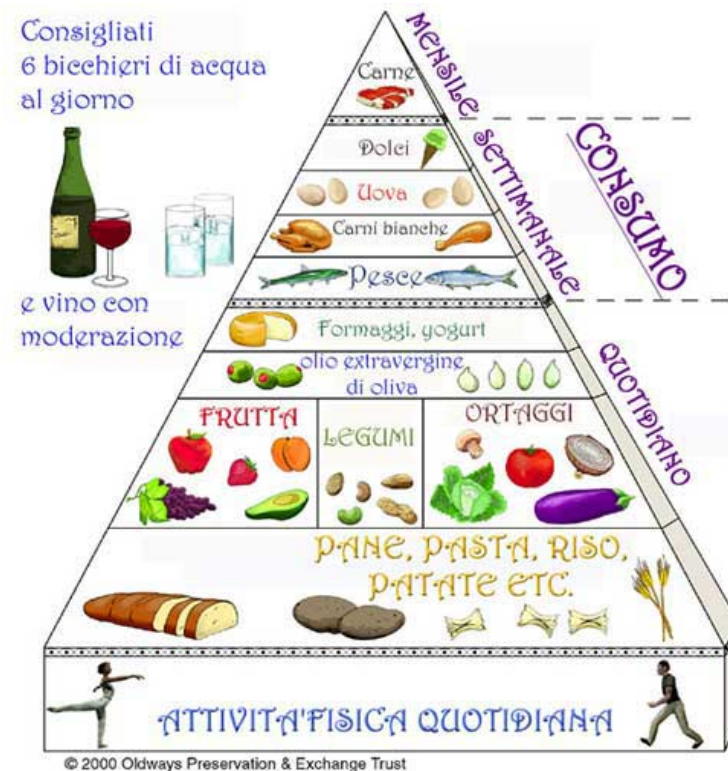 Consigliati
6 bicchieri di acqua
al giorno
e vino con
moderazione
MENSILE
SETTIMANALE
QUOTIDIANO
CONSUMO
Carne
Dolci
Uova
Carni bianche
Pesce
Formaggi, yogurt
olio extravergine
di oliva
FRUTTA
LEGUMI
ORTAGGI
PANE, PASTA, RISO,
PATATE ETC.
ATTIVITA'FISICA QUOTIDIANA
© 2000 Oldways Preservation & Exchange Trust